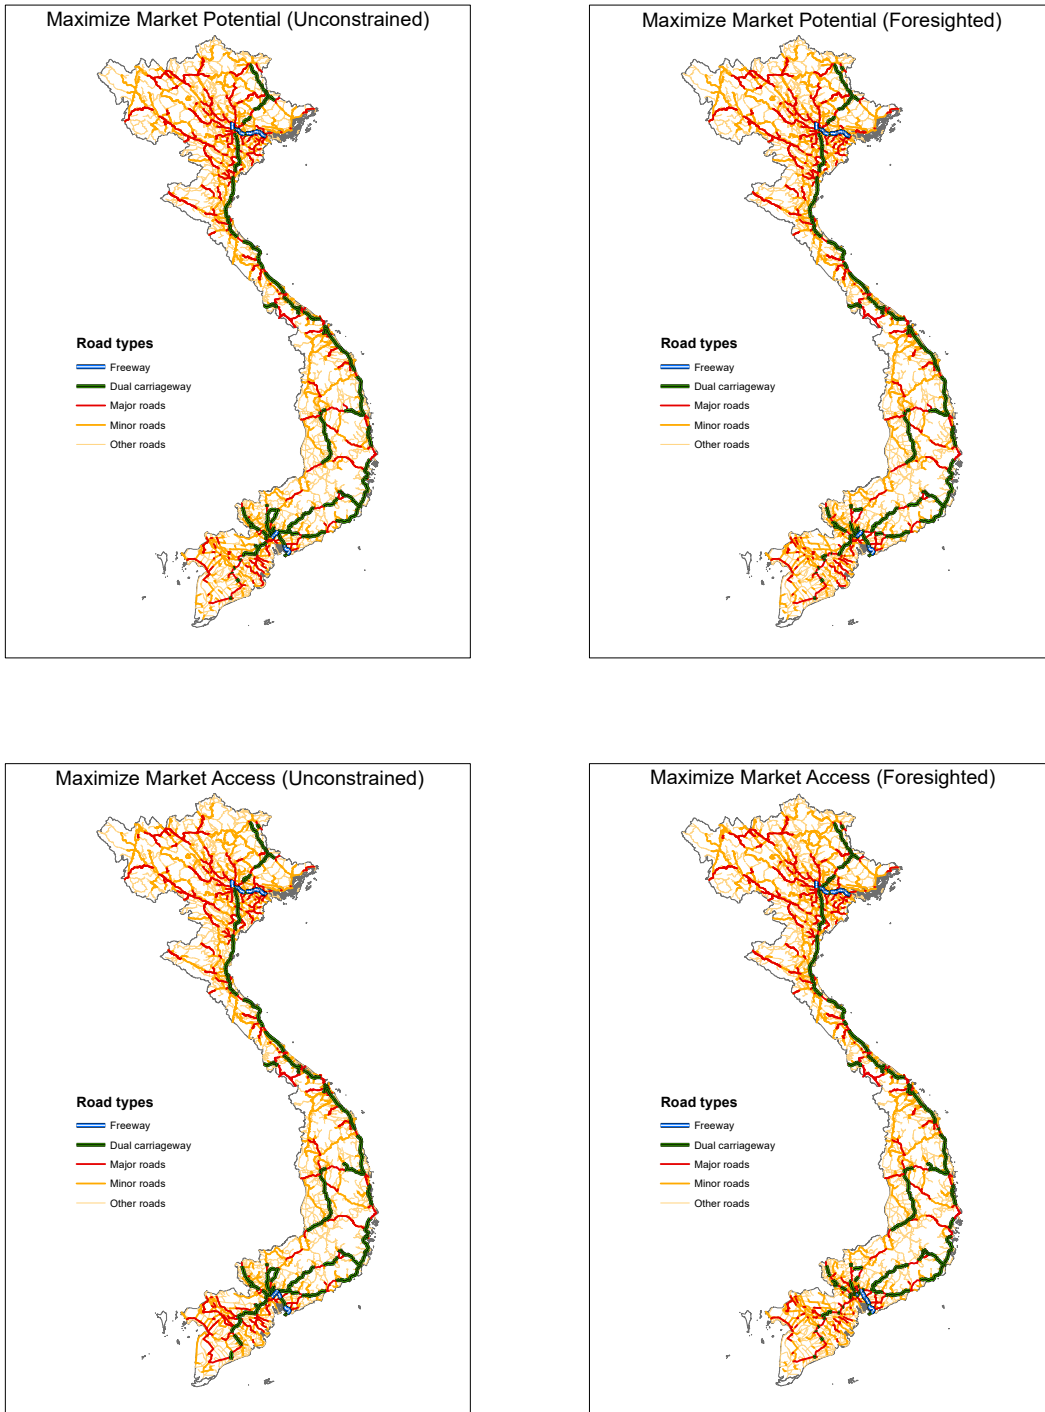 Maximize Market Potential (Unconstrained)
Road types
Freeway
Dual carriageway
Major roads
Minor roads
Other roads
Maximize Market Potential (Foresighted)
Road types
Freeway
Dual carriageway
Major roads
Minor roads
Other roads
Maximize Market Access (Unconstrained)
Road types
Freeway
Dual carriageway
Major roads
Minor roads
Other roads
Maximize Market Access (Foresighted)
Road types
Freeway
Dual carriageway
Major roads
Minor roads
Other roads